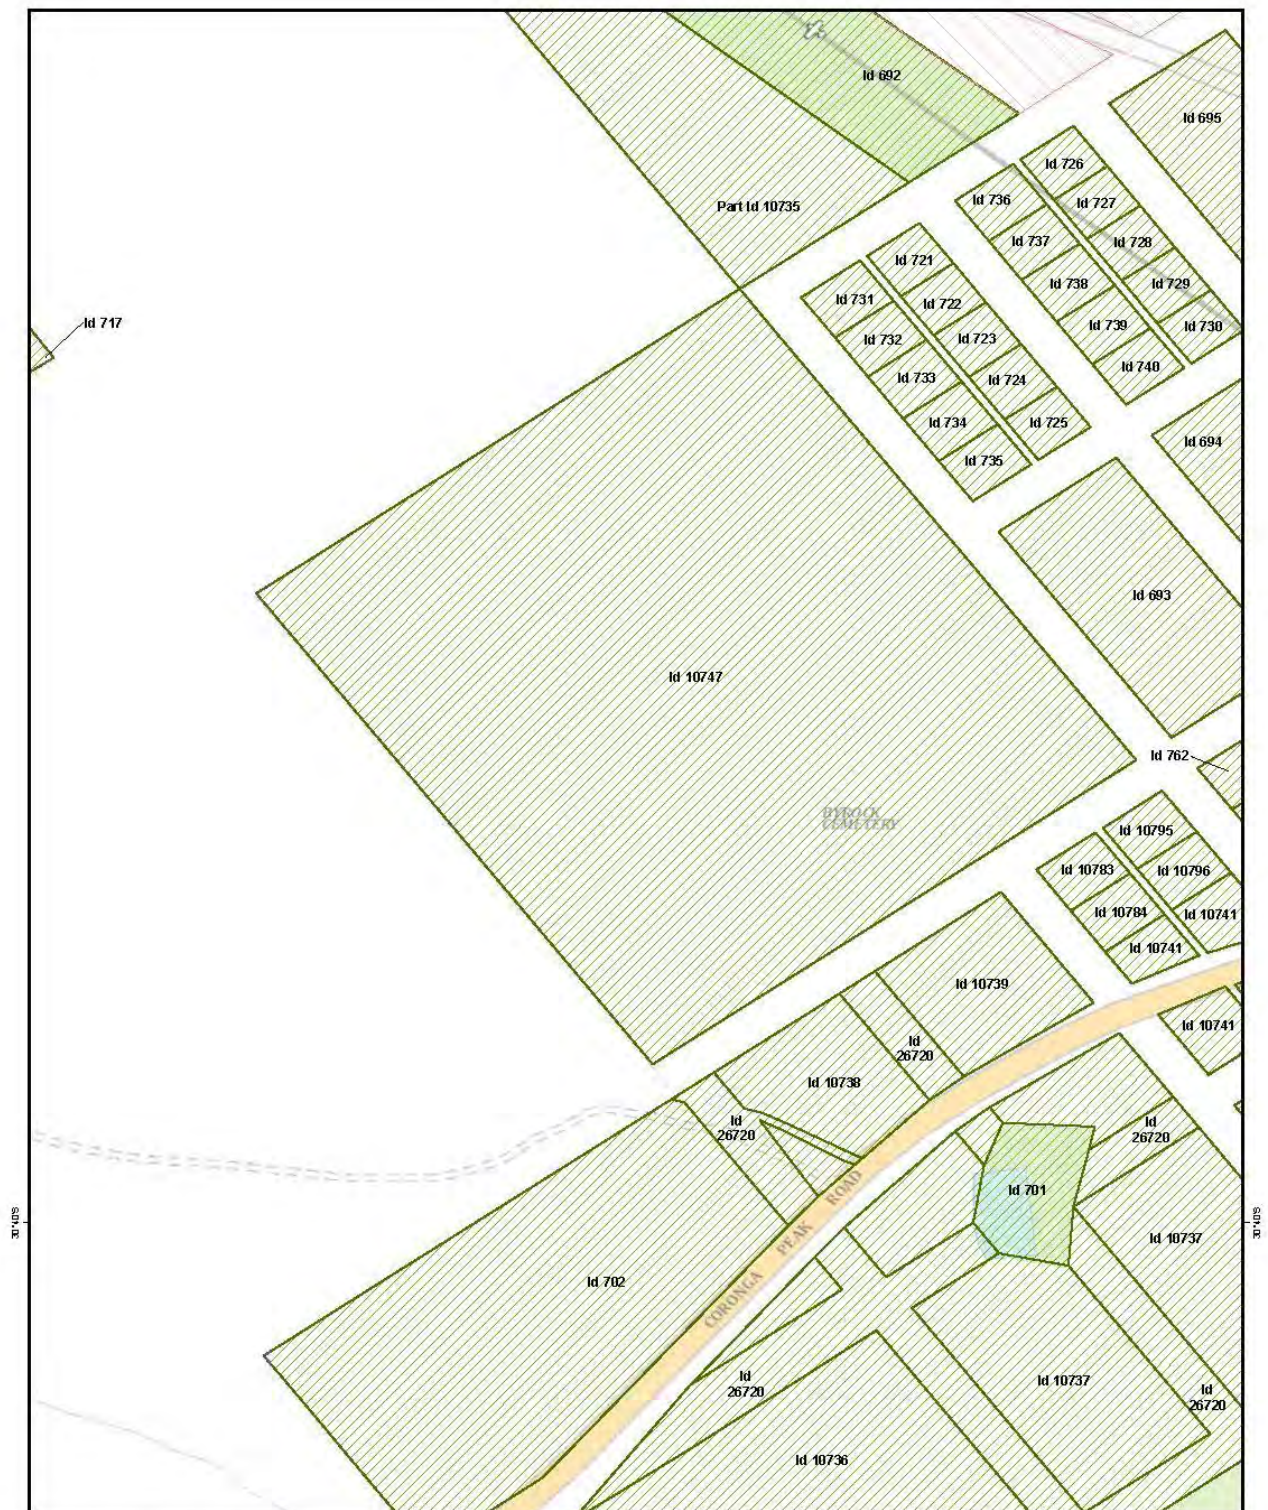 Id 692
Id 695
Id 726
Id 736
Id 727
Part Id 10735
Id 737
Id 728
Id 721
Id 738
Id 729
Id 731
Id 722
Id 717
Id 739
Id 730
Id 732
Id 723
Id 740
Id 733
Id 724
Id 734
Id 725
Id 694
Id 735
Id 693
Id 10747
Id 762
BYROCK
CEMETERY
Id 10795
Id 10783
Id 10796
Id 10784
Id 10741
Id 10741
Id 10739
Id 10741
Id
26720
Id 10738
Id
26720
Id
26720
Id 701
30°40'S
30°40'S
Id 10737
CORONGA PEAK ROAD
Id 702
Id
26720
Id 10737
Id
26720
Id 10736